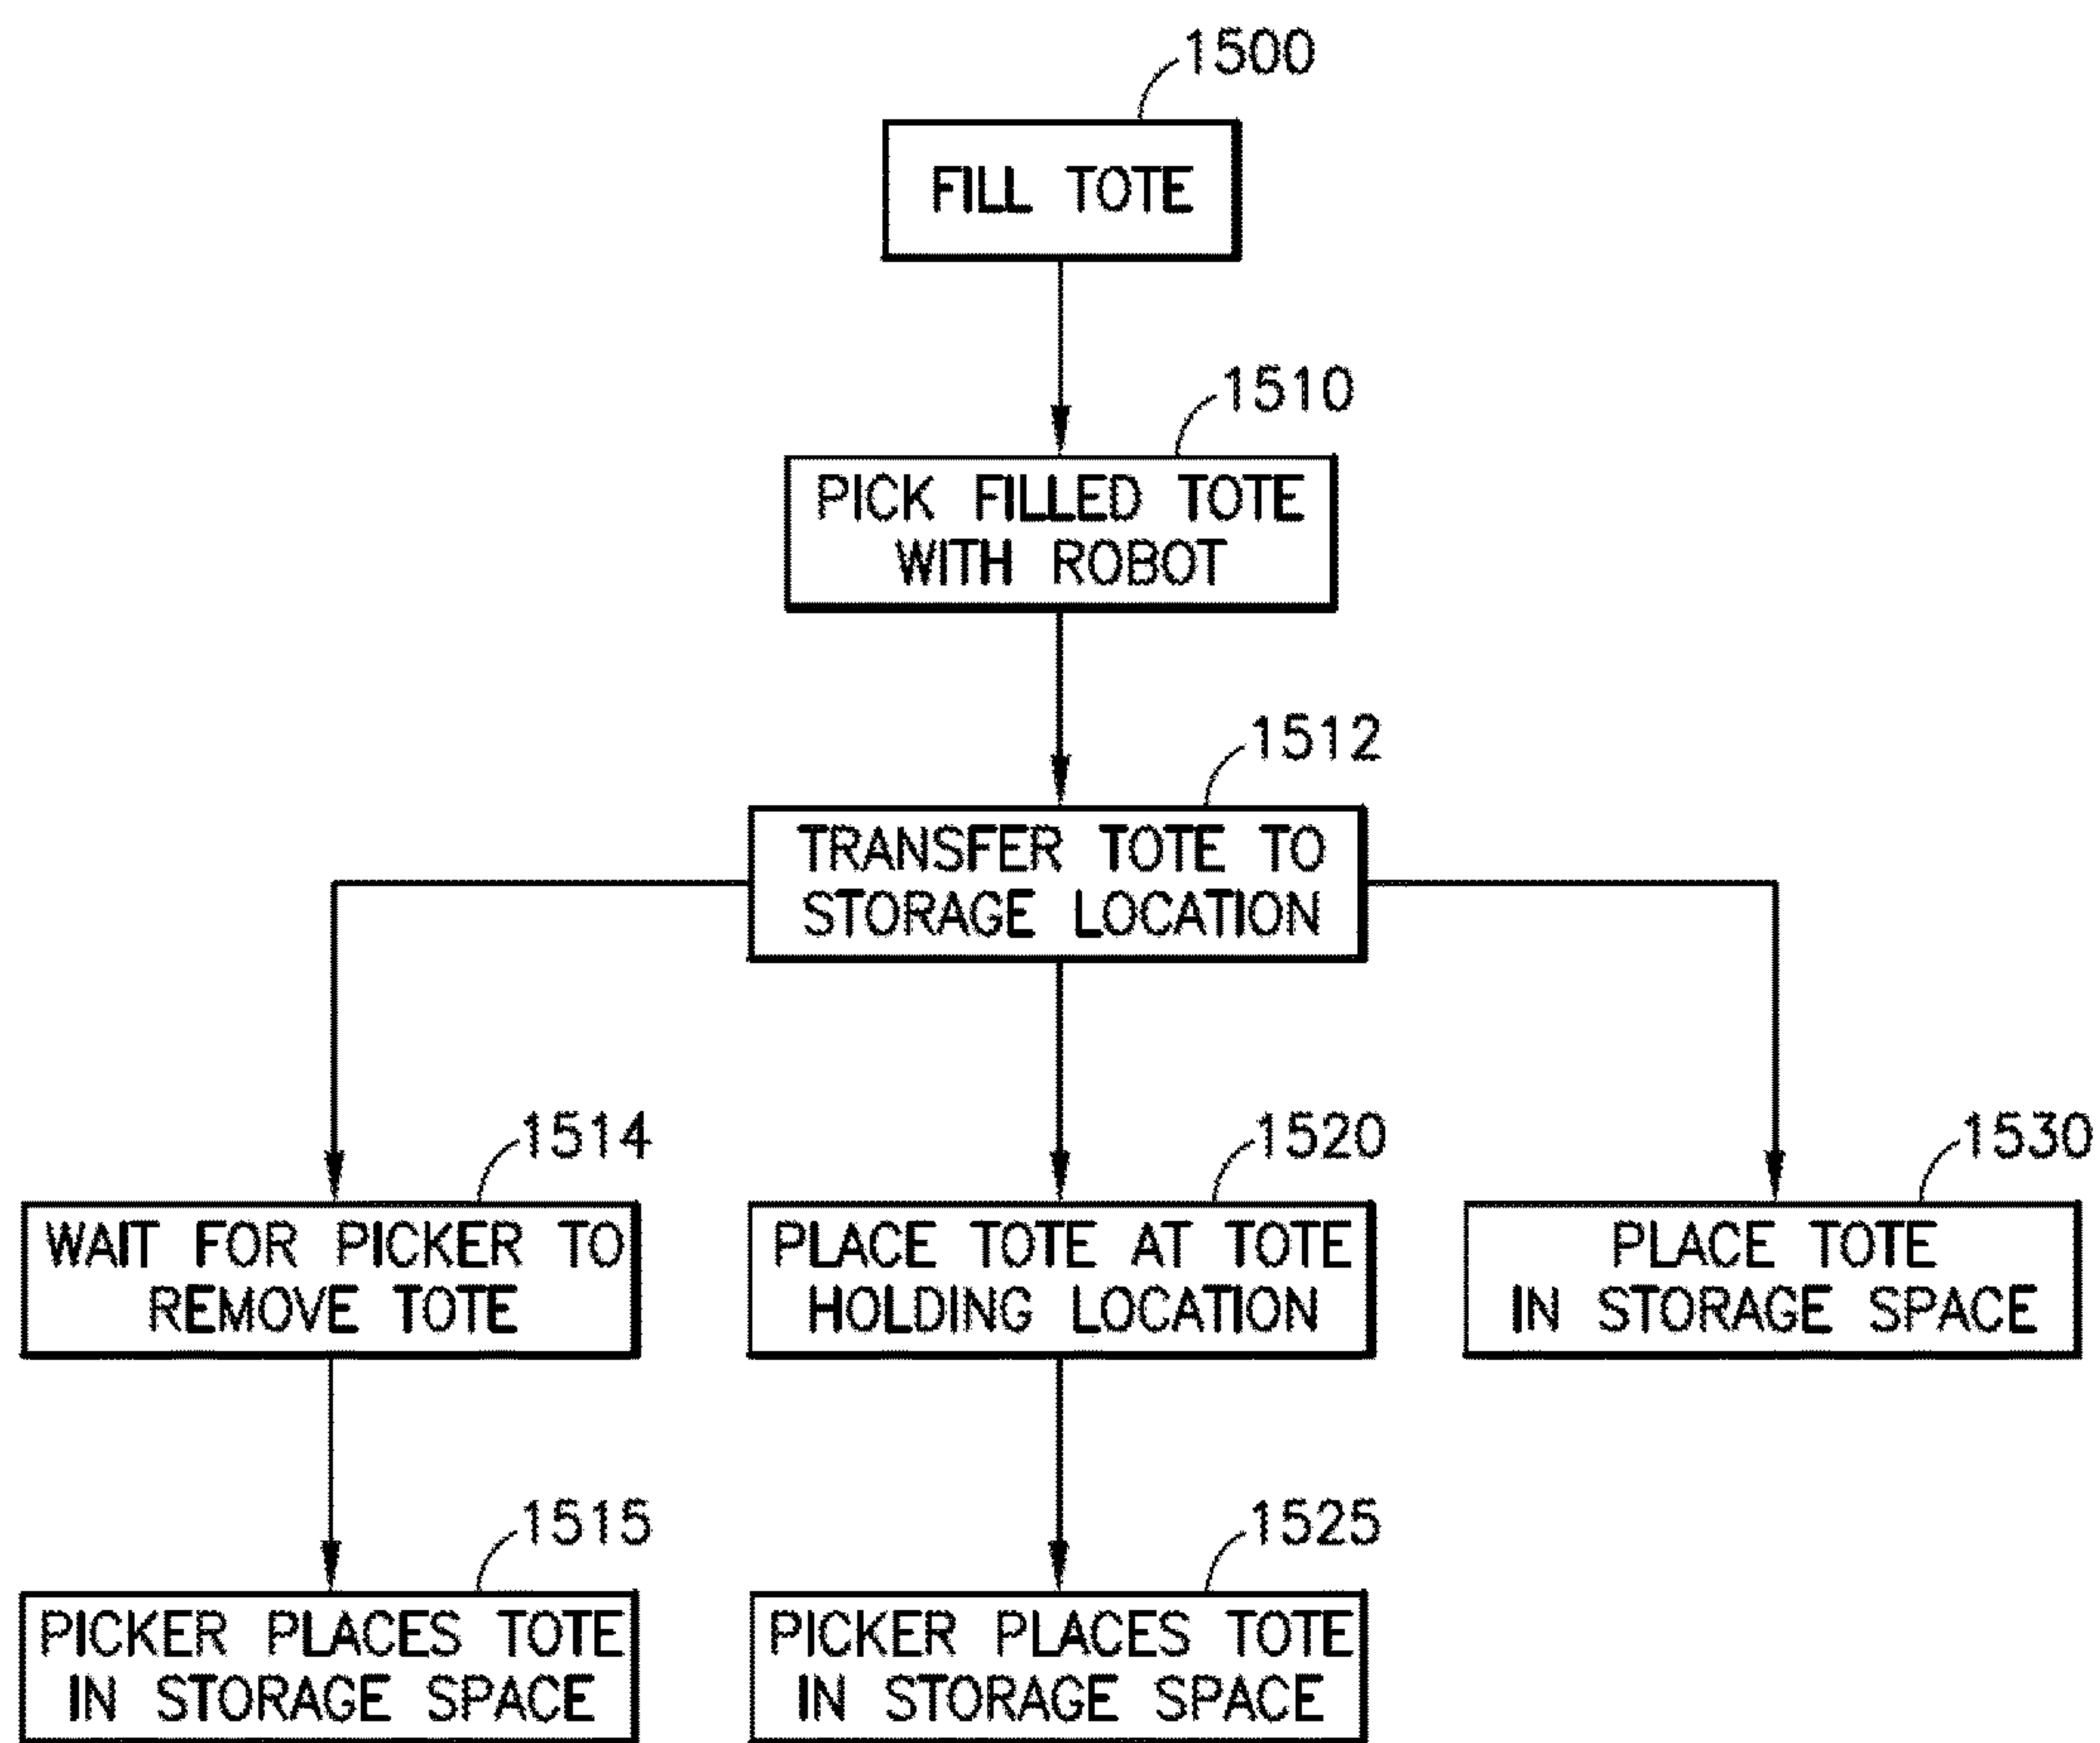 1500
FILL TOTE
1510
PICK FILLED TOTE
WITH ROBOT
1512
TRANSFER TOTE TO
STORAGE LOCATION
1514
WAIT FOR PICKER TO
REMOVE TOTE
1520
PLACE TOTE AT TOTE
HOLDING LOCATION
1530
PLACE TOTE
IN STORAGE SPACE
1515
PICKER PLACES TOTE
IN STORAGE SPACE
1525
PICKER PLACES TOTE
IN STORAGE SPACE